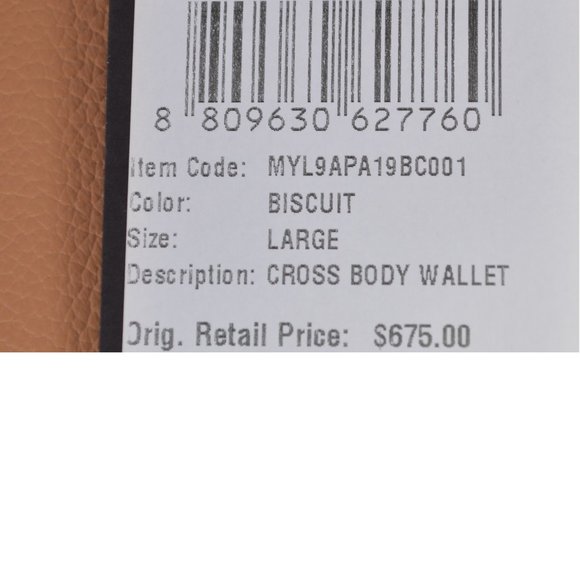 8 809630 627760
Item Code: MYL9APA19BC001
Color: BISCUIT
Size: LARGE
Description: CROSS BODY WALLET
Orig. Retail Price: $675.00